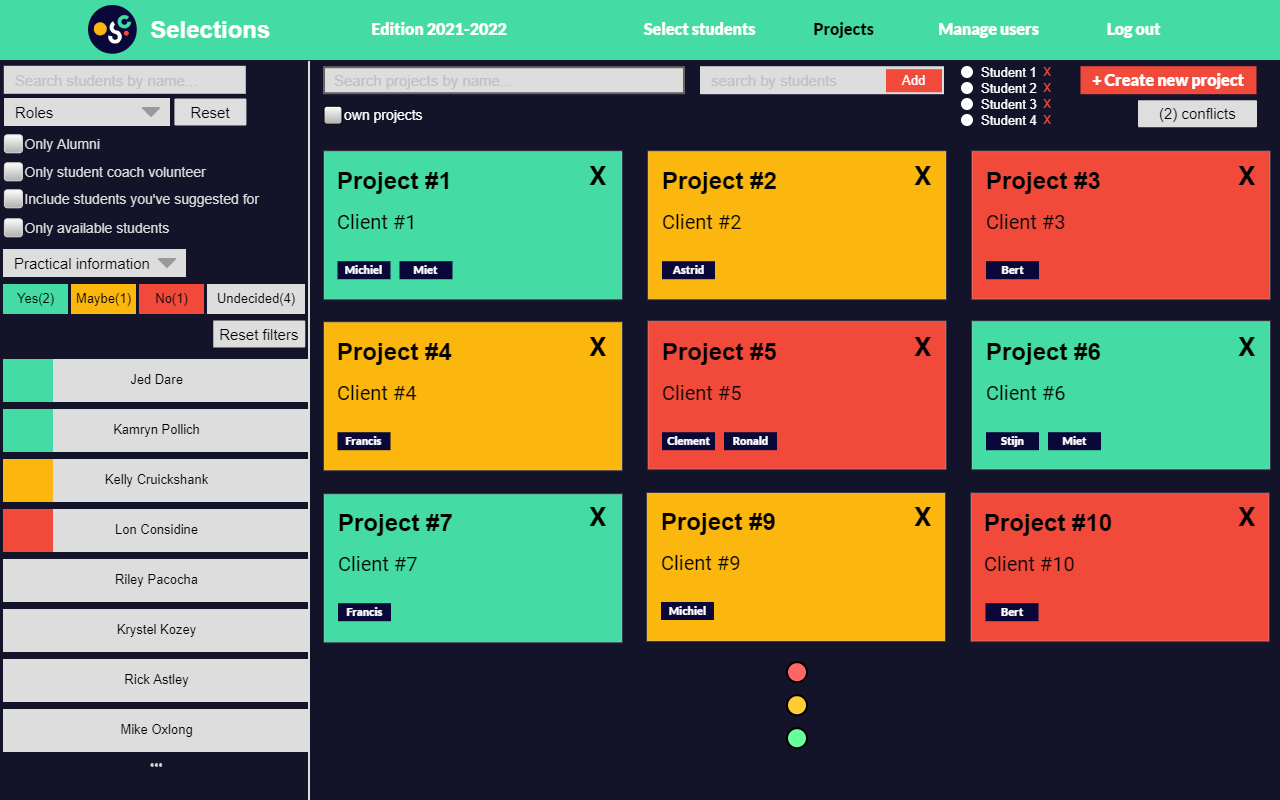 Selections
Edition 2021-2022
Select students
Projects
Manage users
Log out
Search students by name...
Roles
Reset
Only Alumni
Only student coach volunteer
Include students you've suggested for
Only available students
Practical information
Yes(2)
Maybe(1)
No(1)
Undecided(4)
Reset filters
Jed Dare
Kamryn Pollich
Kelly Cruickshank
Lon Considine
Riley Pacocha
Krystel Kozey
Rick Astley
Mike Oxlong
•••
Search projects by name...
search by students
Add
Student 1 X
Student 2 X
Student 3 X
Student 4 X
+ Create new project
own projects
(2) conflicts
Project #1 X
Client #1
Michiel Miet
Project #2 X
Client #2
Astrid
Project #3 X
Client #3
Bert
Project #4 X
Client #4
Francis
Project #5 X
Client #5
Clement Ronald
Project #6 X
Client #6
Stijn Miet
Project #7 X
Client #7
Francis
Project #9 X
Client #9
Michiel
Project #10 X
Client #10
Bert